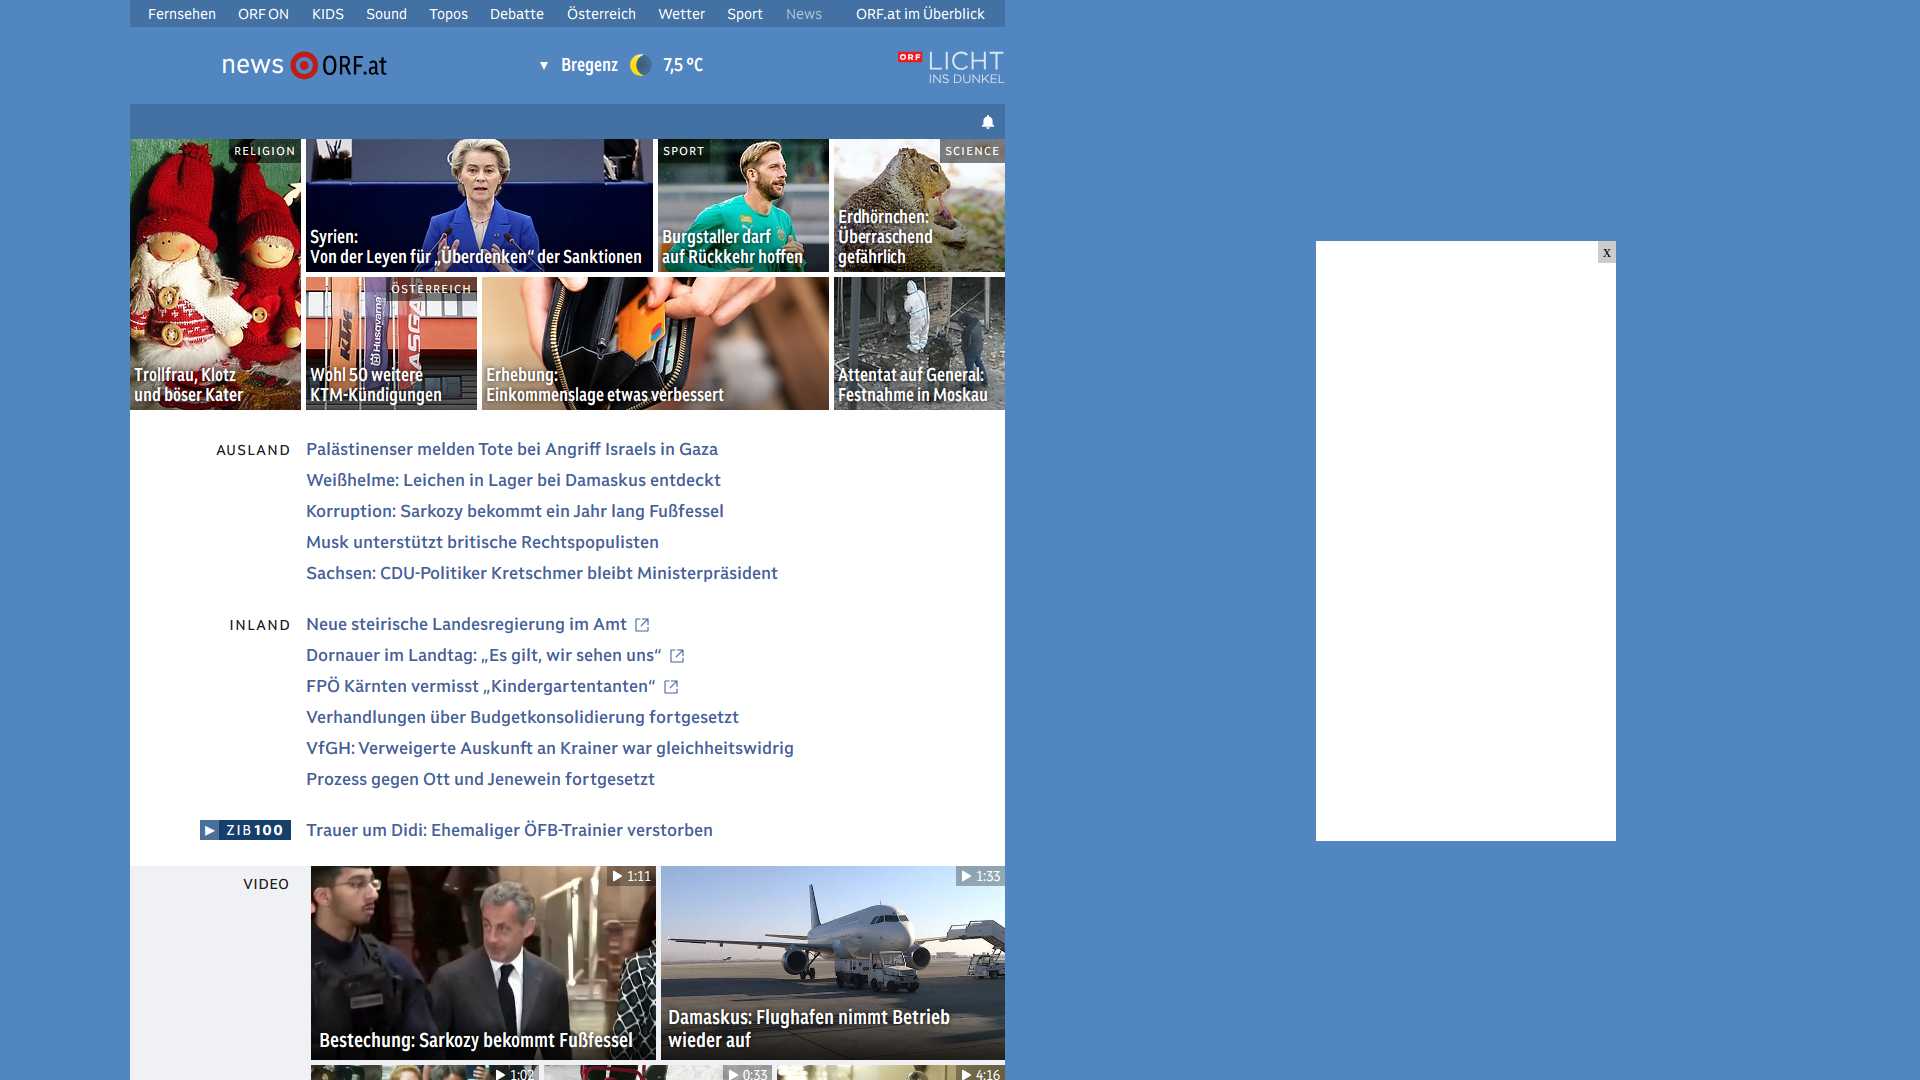 Fernsehen ORF ON KIDS Sound Topos Debatte Österreich Wetter Sport News ORF.at im Überblick
news ORF.at
Bregenz 7,5 °C
ORF LICHT
INS DUNKEL
RELIGION
Trollfrau, Klotz
und böser Kater
Syrien:
Von der Leyen für „Überdenken“ der Sanktionen
SPORT
Burgstaller darf
auf Rückkehr hoffen
SCIENCE
Erdhörnchen:
Überraschend
gefährlich
ÖSTERREICH
KTM
Husqvarna
GASGA
Wohl 50 weitere
KTM-Kündigungen
Erhebung:
Einkommenslage etwas verbessert
Attentat auf General:
Festnahme in Moskau
x
AUSLAND
Palästinenser melden Tote bei Angriff Israels in Gaza
Weißhelme: Leichen in Lager bei Damaskus entdeckt
Korruption: Sarkozy bekommt ein Jahr lang Fußfessel
Musk unterstützt britische Rechtspopulisten
Sachsen: CDU-Politiker Kretschmer bleibt Ministerpräsident
INLAND
Neue steirische Landesregierung im Amt
Dornauer im Landtag: „Es gilt, wir sehen uns“
FPÖ Kärnten vermisst „Kindergartentanten“
Verhandlungen über Budgetkonsolidierung fortgesetzt
VfGH: Verweigerte Auskunft an Krainer war gleichheitswidrig
Prozess gegen Ott und Jenewein fortgesetzt
ZIB100
Trauer um Didi: Ehemaliger ÖFB-Trainier verstorben
VIDEO
1:11
Bestechung: Sarkozy bekommt Fußfessel
1:33
Damaskus: Flughafen nimmt Betrieb
wieder auf
1:02
0:33
4:16